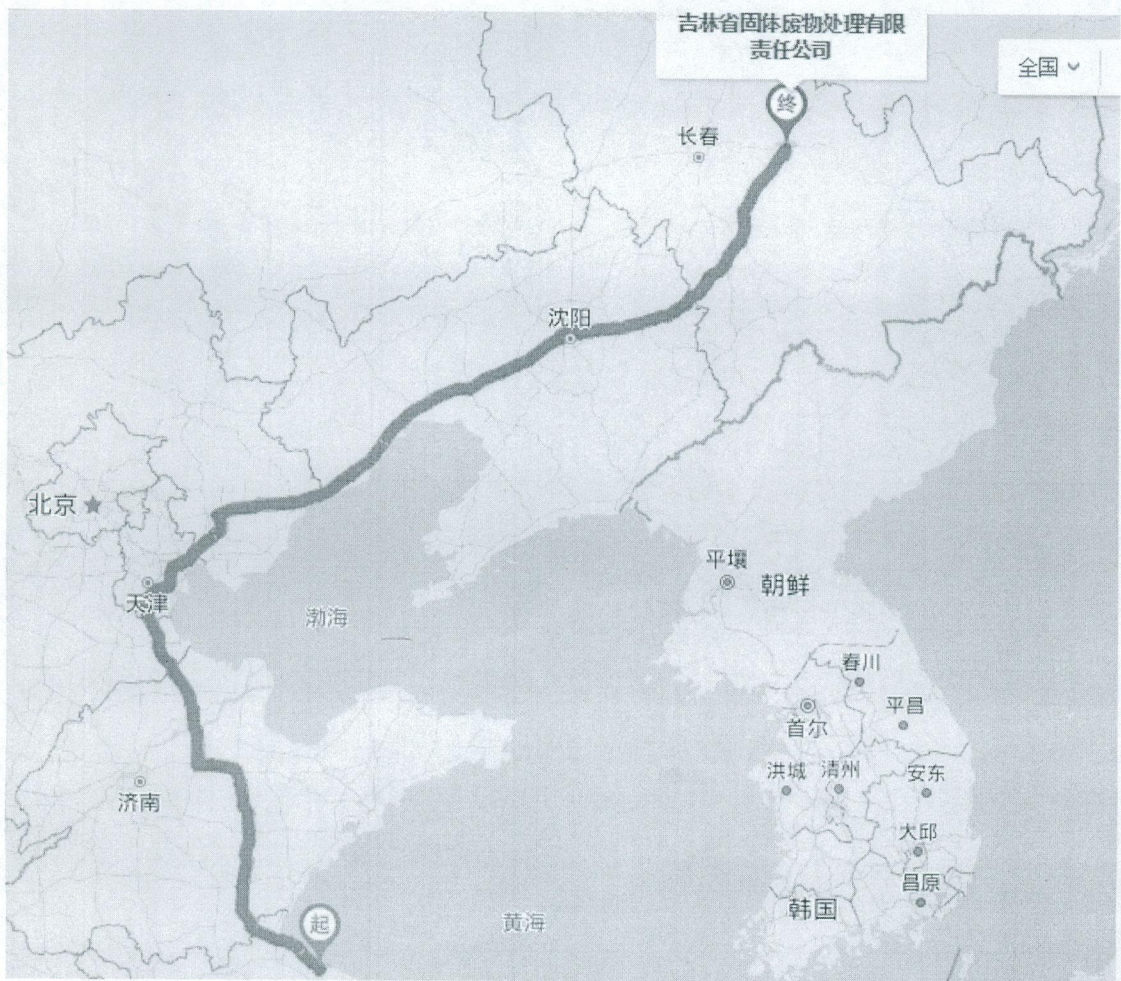 吉林省固体废物处理有限
责任公司
全国
终
长春
沈阳
北京
天津
渤海
平壤
朝鲜
春川
首尔
平昌
洪城
清州
安东
济南
大邱
昌原
韩国
起
黄海